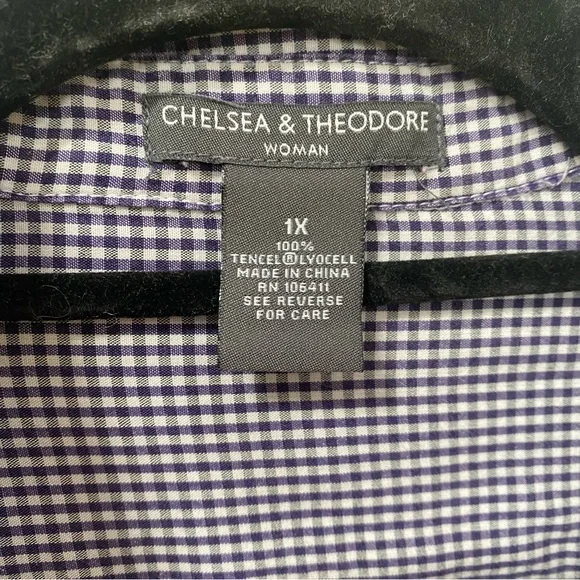 CHELSEA & THEODORE
WOMAN
1X
100%
TENCEL®LYOCELL
MADE IN CHINA
RN 106411
SEE REVERSE
FOR CARE